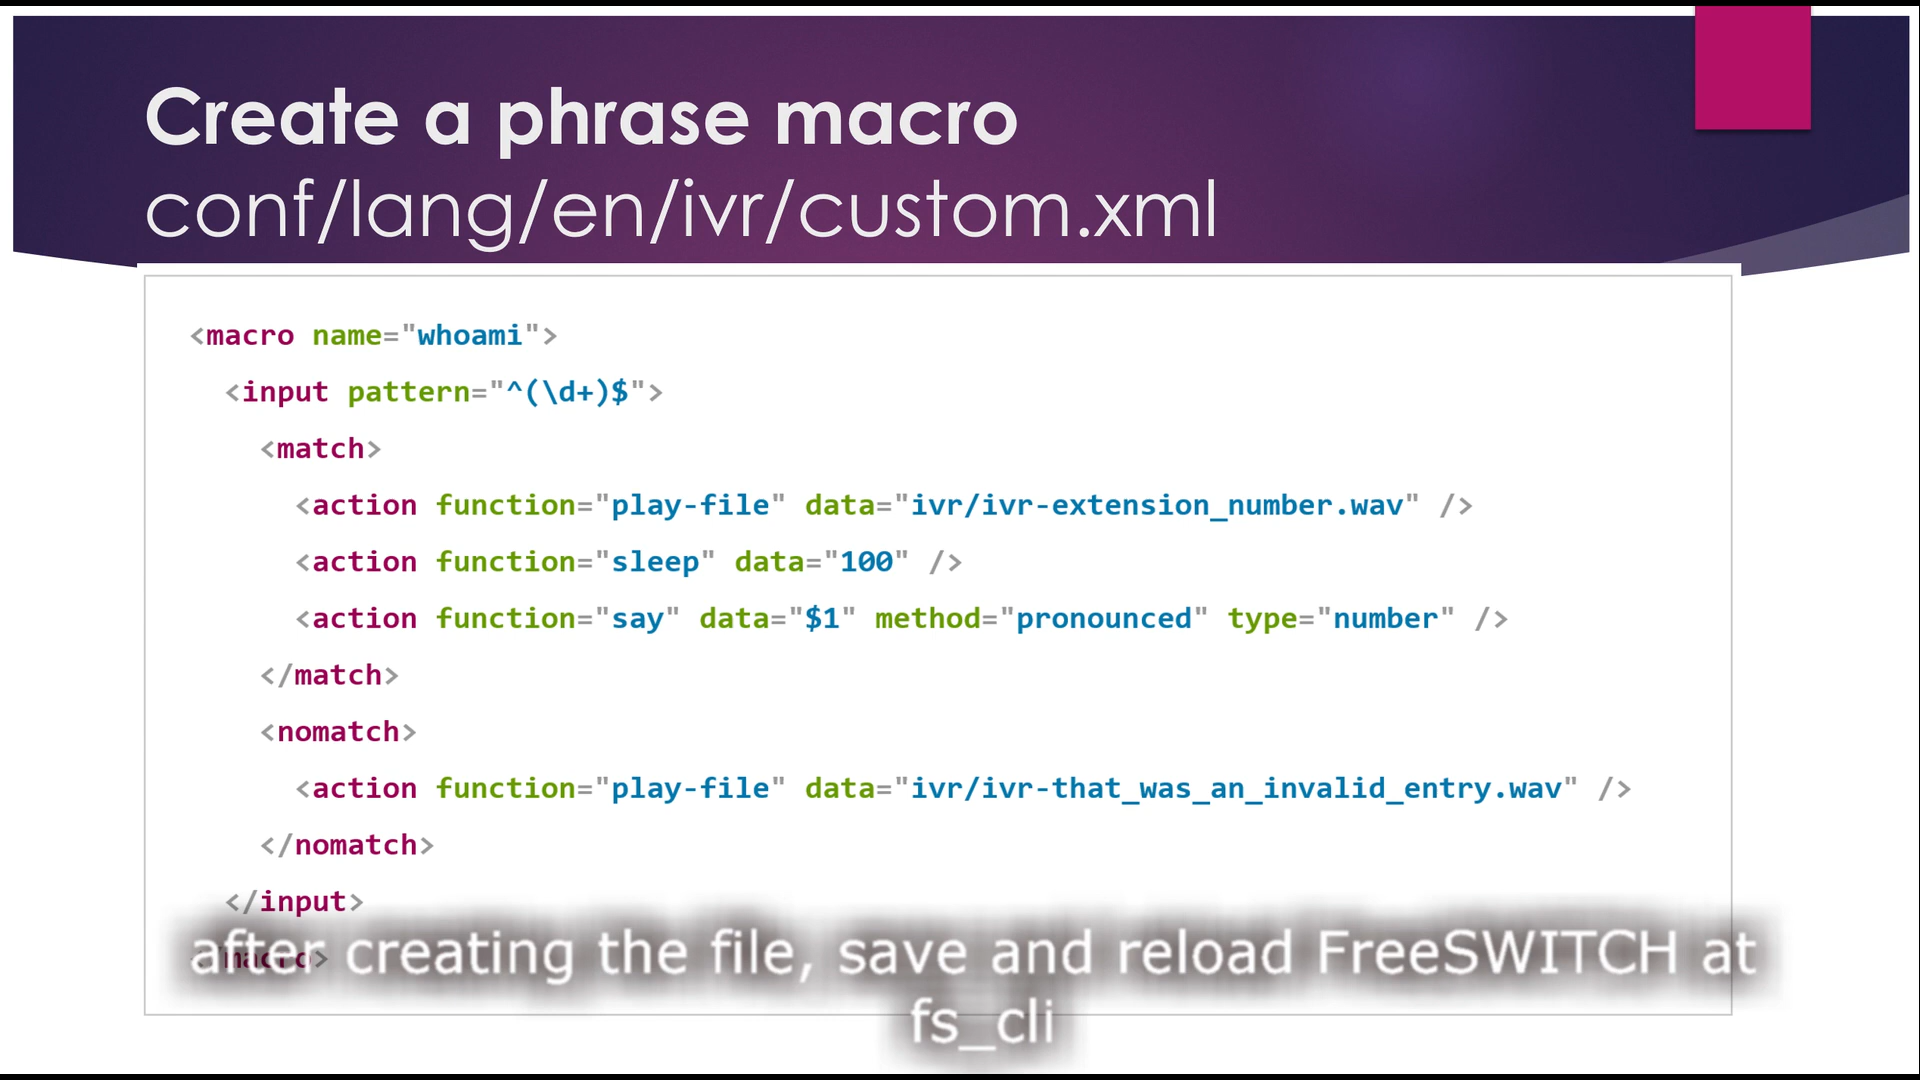 Create a phrase macro
conf/lang/en/ivr/custom.xml
<macro name="whoami">
<input pattern="^(\d+)$">
<match>
<action function="play-file" data="ivr/ivr-extension_number.wav" />
<action function="sleep" data="100" />
<action function="say" data="$1" method="pronounced" type="number" />
</match>
<nomatch>
<action function="play-file" data="ivr/ivr-that_was_an_invalid_entry.wav" />
</nomatch>
</input>
macro>
after creating the file, save and reload FreeSWITCH at
fs_cli